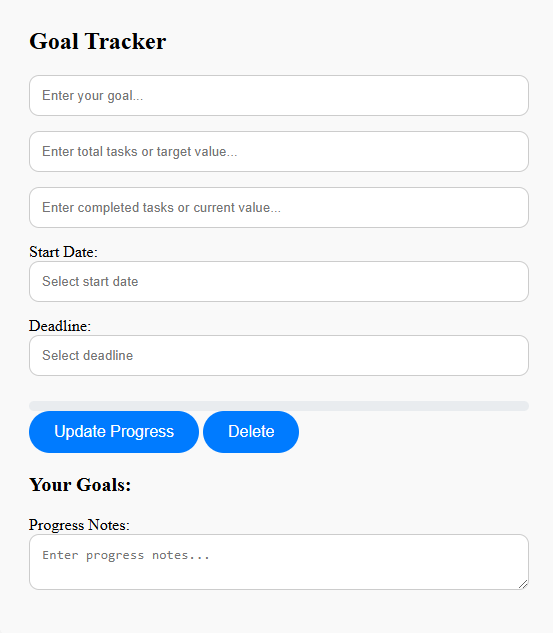 Goal Tracker
Enter your goal...
Enter total tasks or target value...
Enter completed tasks or current value...
Start Date:
Select start date
Deadline:
Select deadline
Update Progress Delete
Your Goals:
Progress Notes:
Enter progress notes...